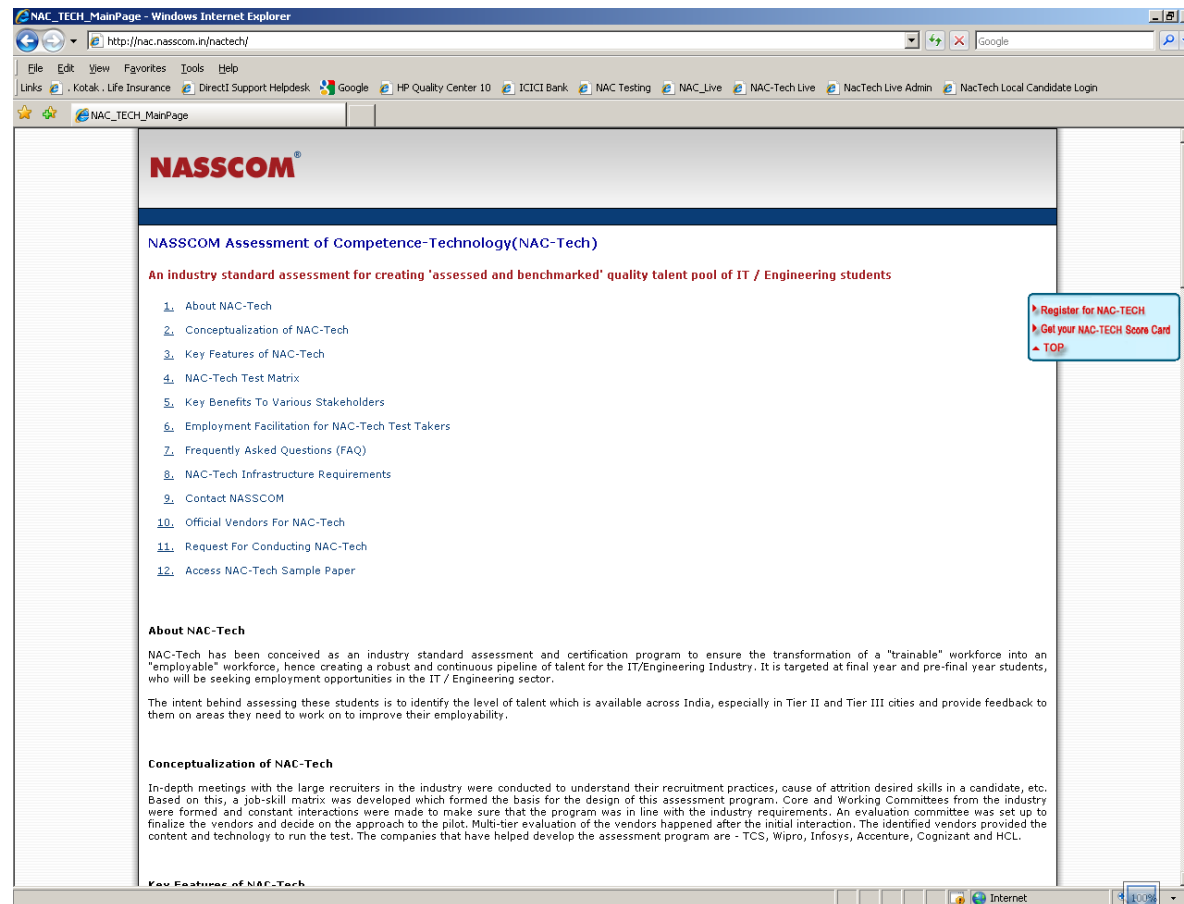 NAC_TECH_MainPage - Windows Internet Explorer
http://nac.nasscom.in/nactech/
Google
File Edit View Favorites Tools Help
Links . Kotak . Life Insurance DirectI Support Helpdesk Google HP Quality Center 10 ICICI Bank NAC Testing NAC_Live NAC-Tech Live NacTech Live Admin NacTech Local Candidate Login
NAC_TECH_MainPage
NASSCOM®
NASSCOM Assessment of Competence-Technology(NAC-Tech)
An industry standard assessment for creating 'assessed and benchmarked' quality talent pool of IT / Engineering students
1. About NAC-Tech
2. Conceptualization of NAC-Tech
3. Key Features of NAC-Tech
4. NAC-Tech Test Matrix
5. Key Benefits To Various Stakeholders
6. Employment Facilitation for NAC-Tech Test Takers
7. Frequently Asked Questions (FAQ)
8. NAC-Tech Infrastructure Requirements
9. Contact NASSCOM
10. Official Vendors For NAC-Tech
11. Request For Conducting NAC-Tech
12. Access NAC-Tech Sample Paper
Register for NAC-TECH
Get your NAC-TECH Score Card
TOP
About NAC-Tech
NAC-Tech has been conceived as an industry standard assessment and certification program to ensure the transformation of a "trainable" workforce into an
"employable" workforce, hence creating a robust and continuous pipeline of talent for the IT/Engineering Industry. It is targeted at final year and pre-final year students,
who will be seeking employment opportunities in the IT / Engineering sector.
The intent behind assessing these students is to identify the level of talent which is available across India, especially in Tier II and Tier III cities and provide feedback to
them on areas they need to work on to improve their employability.
Conceptualization of NAC-Tech
In-depth meetings with the large recruiters in the industry were conducted to understand their recruitment practices, cause of attrition desired skills in a candidate, etc.
Based on this, a job-skill matrix was developed which formed the basis for the design of this assessment program. Core and Working Committees from the industry
were formed and constant interactions were made to make sure that the program was in line with the industry requirements. An evaluation committee was set up to
finalize the vendors and decide on the approach to the pilot. Multi-tier evaluation of the vendors happened after the initial interaction. The identified vendors provided the
content and technology to run the test. The companies that have helped develop the assessment program are - TCS, Wipro, Infosys, Accenture, Cognizant and HCL.
Key Features of NAC-Tech
Internet
100%